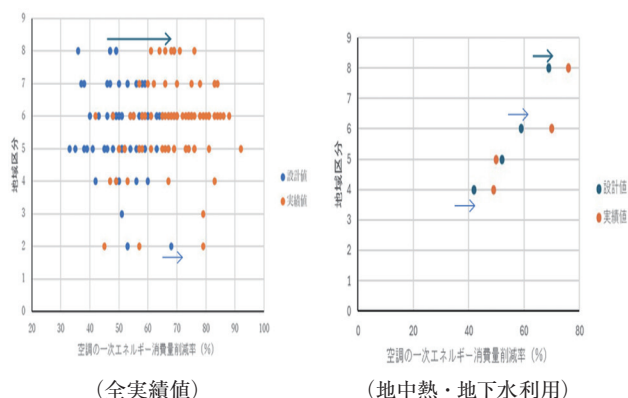 9
8
7
6
5
4
3
2
1
0
地域区分
20 30 40 50 60 70 80 90 100
空調の一次エネルギー消費量削減率（%）
設計値
実績値
（全実績値）
9
8
7
6
5
4
3
2
1
0
地域区分
0 20 40 60 80
空調の一次エネルギー消費量削減率（%）
設計値
実績値
（地中熱・地下水利用）